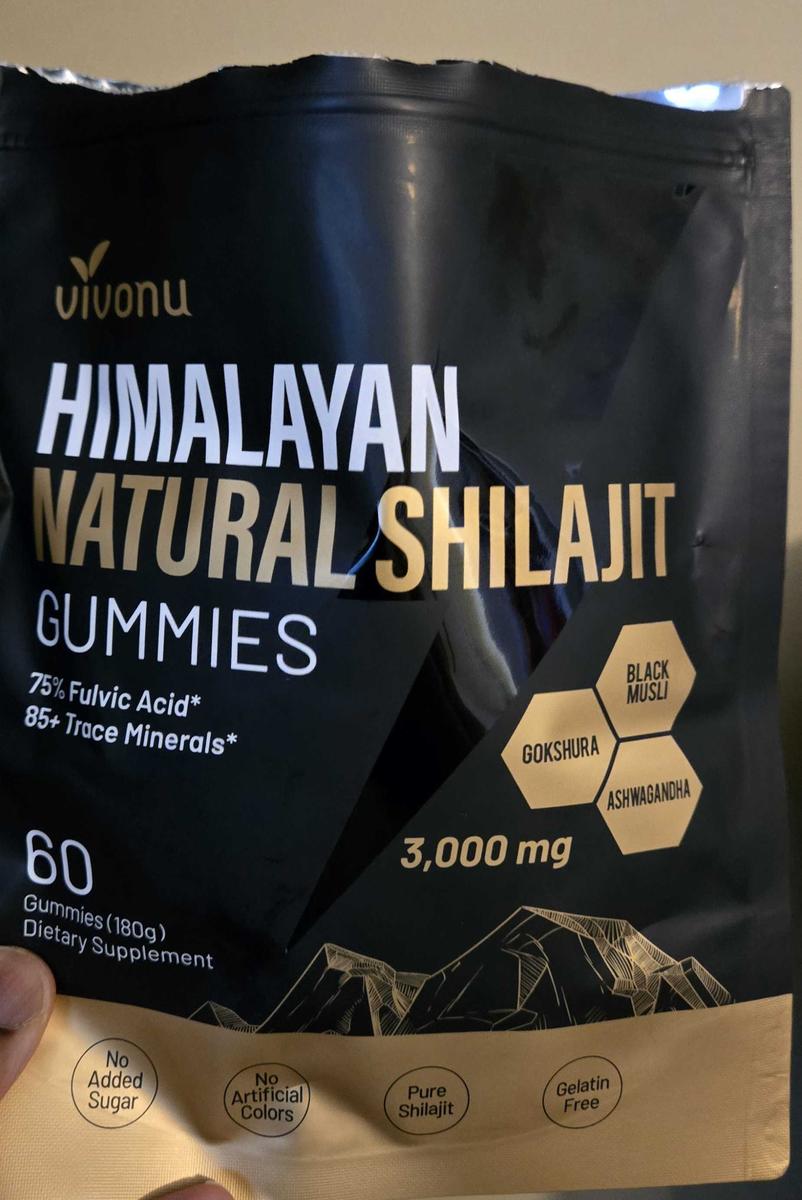 vivonu
HIMALAYAN
NATURAL SHILAJIT
GUMMIES
75% Fulvic Acid*
85+ Trace Minerals*
BLACK
MUSLI
GOKSHURA
ASHWAGANDHA
3,000 mg
60
Gummies (180g)
Dietary Supplement
No
Added
Sugar
No
Artificial
Colors
Pure
Shilajit
Gelatin
Free